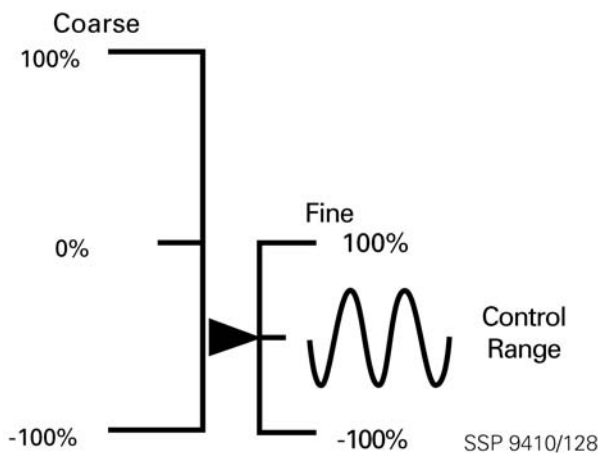 Coarse
100%
0%
-100%
Fine
100%
-100%
Control
Range
SSP 9410/128